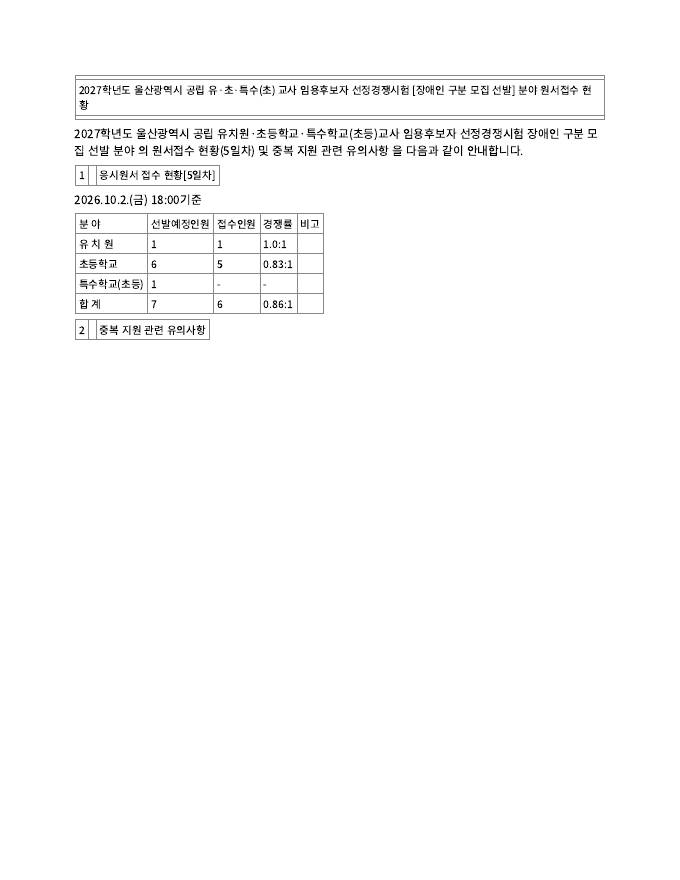 2027학년도 울산광역시 공립 유·초·특수(초) 교사 임용후보자 선정경쟁시험 [장애인 구분 모집 선발] 분야 원서접수 현
황
2027학년도 울산광역시 공립 유치원·초등학교·특수학교(초등)교사 임용후보자 선정경쟁시험 장애인 구분 모
집 선발 분야 의 원서접수 현황(5일차) 및 중복 지원 관련 유의사항 을 다음과 같이 안내합니다.
1 응시원서 접수 현황[5일차]
2026.10.2.(금) 18:00기준
분 야 선발예정인원 접수인원 경쟁률 비고
유 치 원 1 1 1.0:1
초등학교 6 5 0.83:1
특수학교(초등) 1 - -
합 계 7 6 0.86:1
2 중복 지원 관련 유의사항